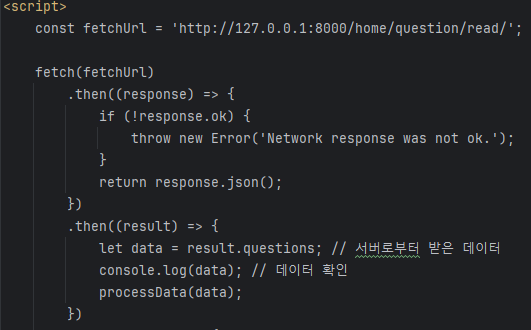 <script>
const fetchUrl = 'http://127.0.0.1:8000/home/question/read/';
fetch(fetchUrl)
.then((response) => {
if (!response.ok) {
throw new Error('Network response was not ok.');
}
return response.json();
})
.then((result) => {
let data = result.questions; // 서버로부터 받은 데이터
console.log(data); // 데이터 확인
processData(data);
})